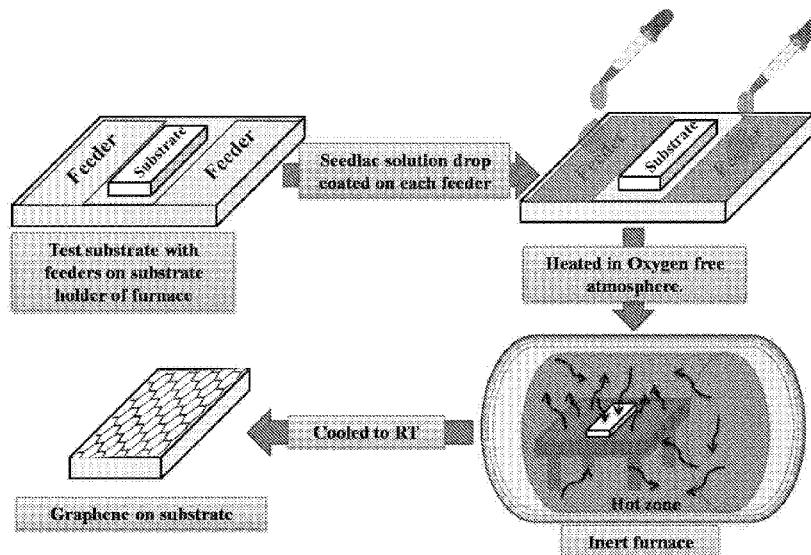 Feeder
Substrate
Feeder
Test substrate with
feeders on substrate
holder of furnace
Seedlac solution drop
coated on each feeder
Substrate
Feeder
Heated in Oxygen free
atmosphere.
Hot zone
Inert furnace
Cooled to RT
Graphene on substrate